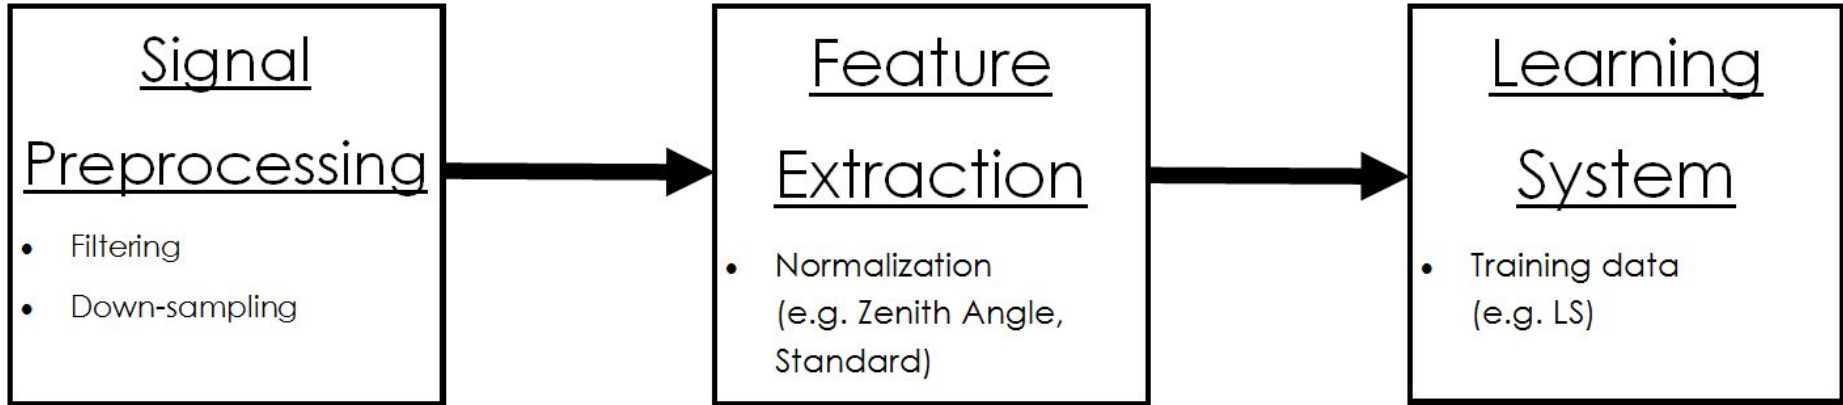 Signal
Preprocessing
• Filtering
• Down-sampling
Feature
Extraction
• Normalization
(e.g. Zenith Angle,
Standard)
Learning
System
• Training data
(e.g. LS)